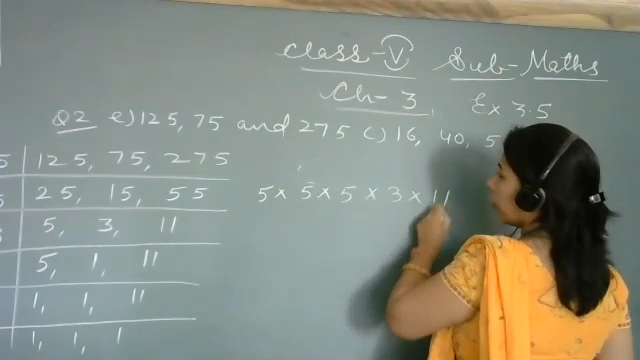 Class-V Sub-Maths
Ch-3 Ex 3.5
Q2 e) 125, 75 and 275 c) 16, 40, 5
5 125, 75, 275
25, 15, 55 5 × 5 × 5 × 3 × 11
5, 3, 11
5, 1, 11
1, 1, 11
1, 1, 1